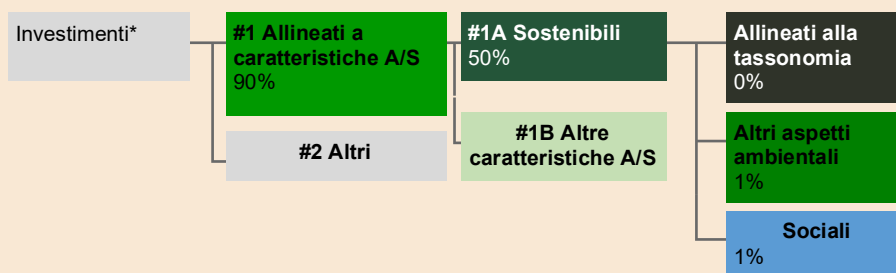 Investimenti*
#1 Allineati a
caratteristiche A/S
90%
#2 Altri
#1A Sostenibili
50%
#1B Altre
caratteristiche A/S
Allineati alla
tassonomia
0%
Altri aspetti
ambientali
1%
Sociali
1%